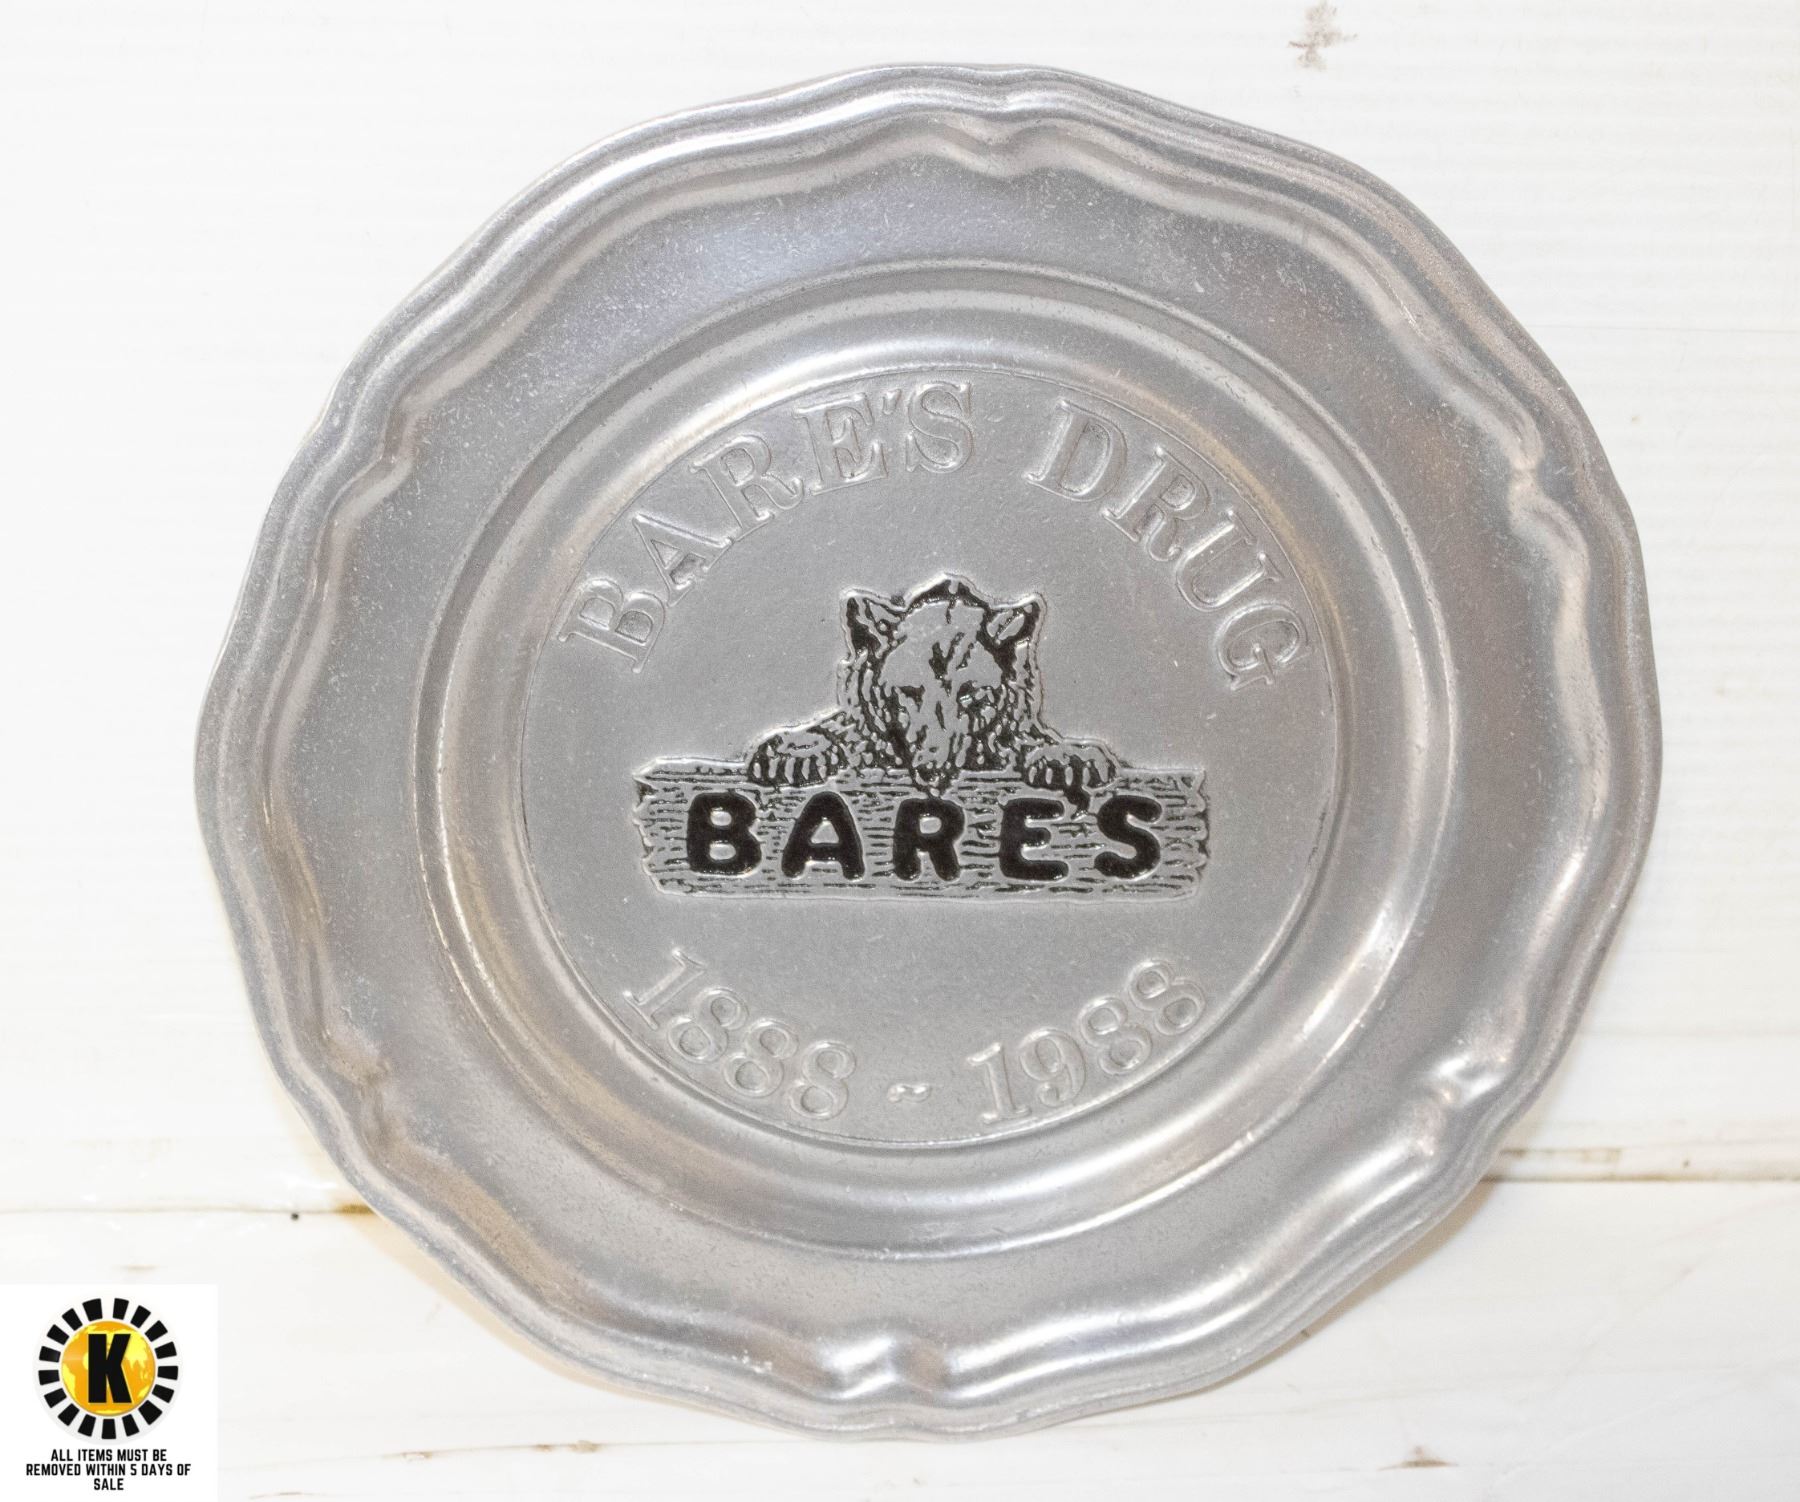 BARE'S DRUG
BARE'S
1888 ~ 1988
K
ALL ITEMS MUST BE
REMOVED WITHIN 5 DAYS OF
SALE